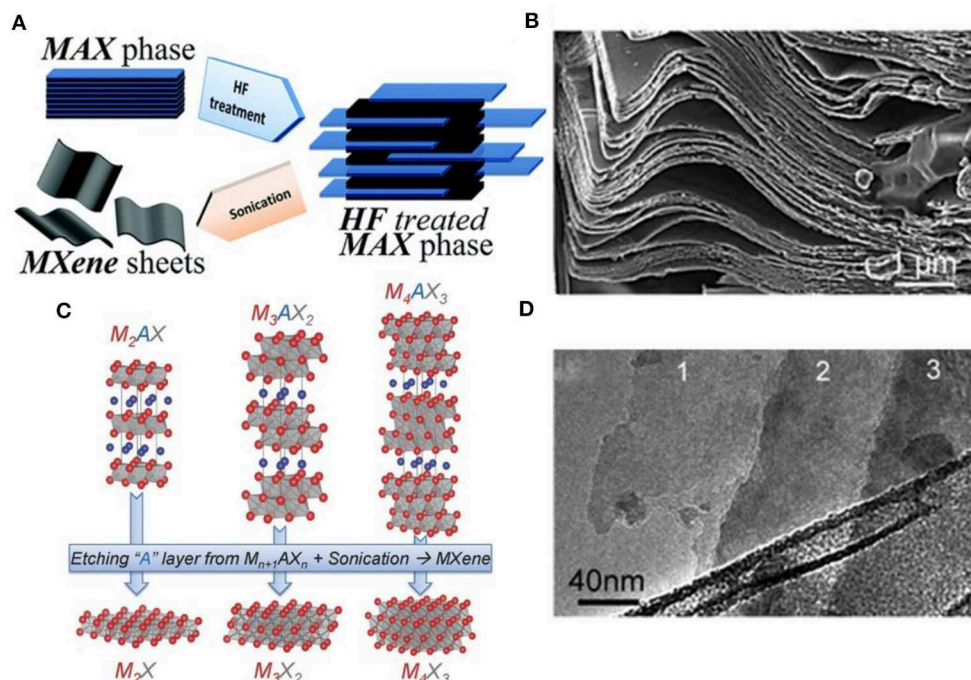 A
MAX phase
HF
treatment
HF treated
MAX phase
Sonication
MXene sheets
B
μm
C
M₂AX
M₃AX₂
M₄AX₃
Etching “A” layer from Mₙ₊₁AXₙ + Sonication → MXene
M₂X
M₃X₂
M₄X₃
D
1
2
3
40nm